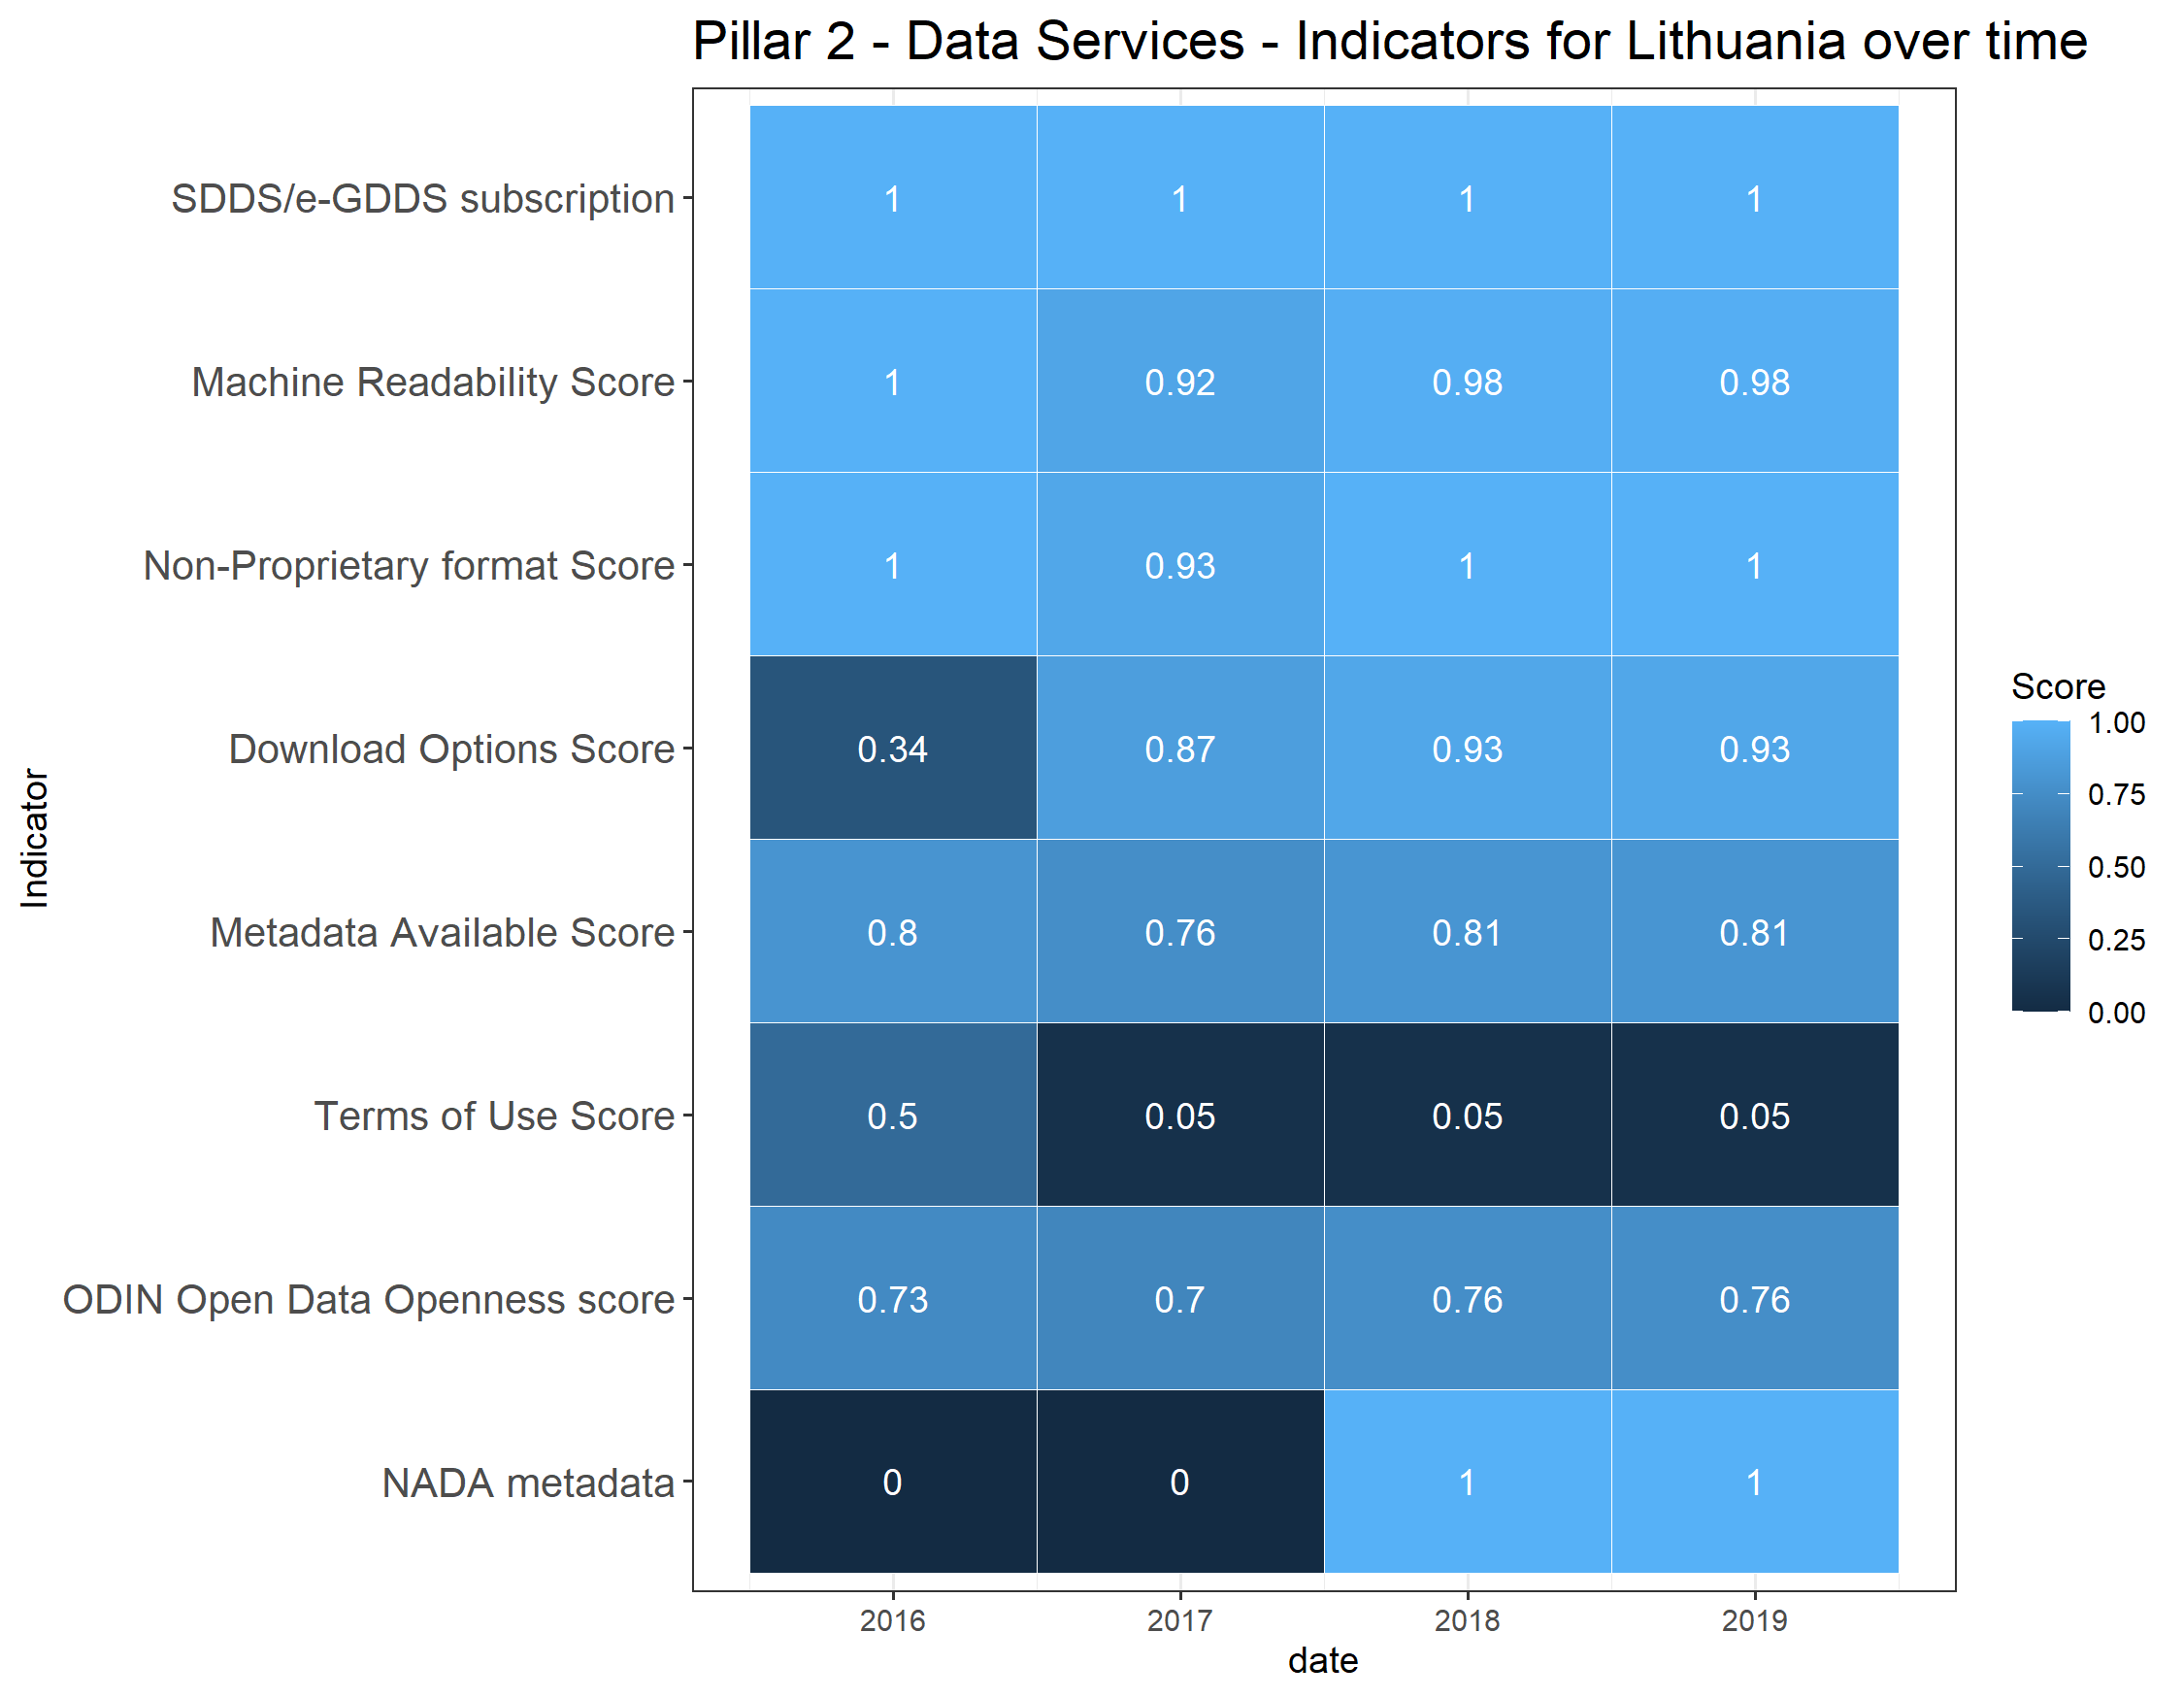 Pillar 2 - Data Services - Indicators for Lithuania over time
SDDS/e-GDDS subscription 1 1 1 1
Machine Readability Score 1 0.92 0.98 0.98
Non-Proprietary format Score 1 0.93 1 1
Download Options Score 0.34 0.87 0.93 0.93
Metadata Available Score 0.8 0.76 0.81 0.81
Terms of Use Score 0.5 0.05 0.05 0.05
ODIN Open Data Openness score 0.73 0.7 0.76 0.76
NADA metadata 0 0 1 1
2016 2017 2018 2019
date
Indicator
Score
1.00
0.75
0.50
0.25
0.00